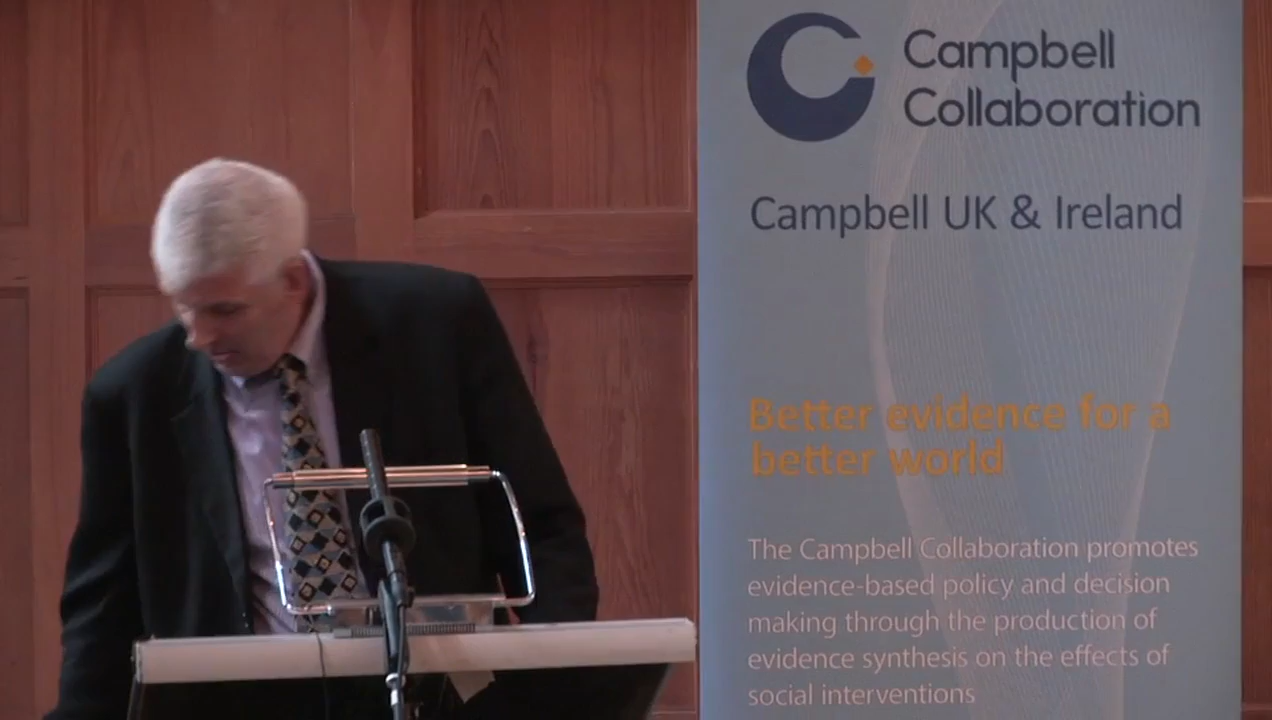 Campbell
Collaboration
Campbell UK & Ireland
Better evidence for a
better world
The Campbell Collaboration promotes
evidence-based policy and decision
making through the production of
evidence synthesis on the effects of
social interventions